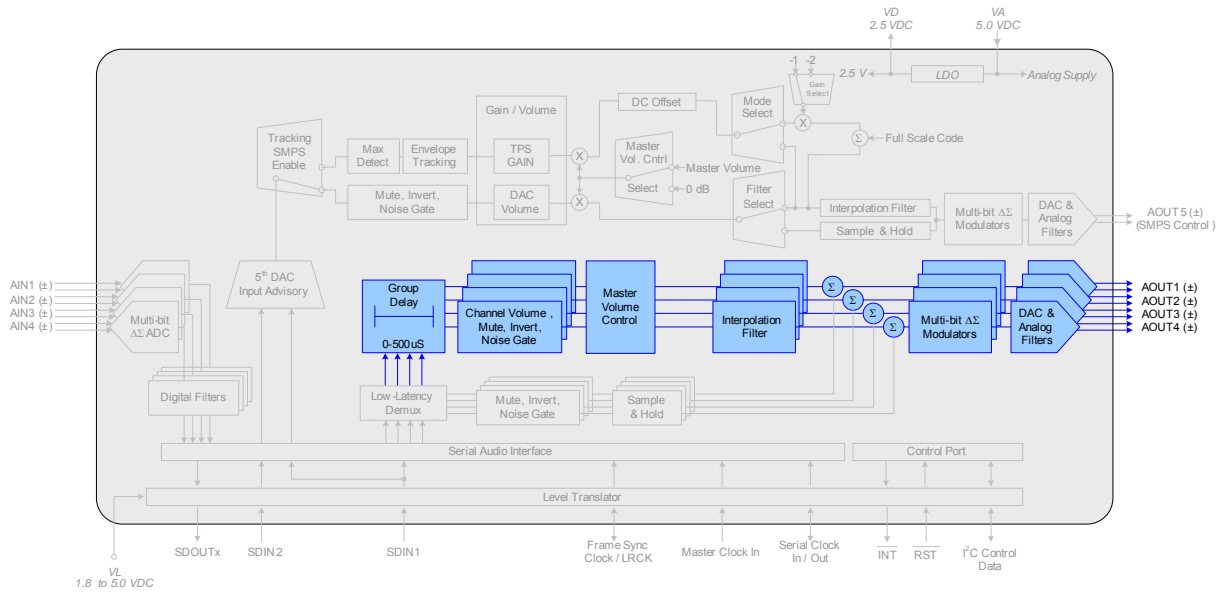 VD
2.5 VDC
VA
5.0 VDC
2.5 V
LDO
Analog Supply
-1 -2
Gain
Select
Mode
Select
DC Offset
X
Σ
Full Scale Code
Gain / Volume
Tracking
SMPS
Enable
Max
Detect
Envelope
Tracking
TPS
GAIN
X
Master
Vol. Cntrl
Select
Master Volume
0 dB
Mute, Invert,
Noise Gate
DAC
Volume
X
Filter
Select
Interpolation Filter
Sample & Hold
Multi-bit ΔΣ
Modulators
DAC &
Analog
Filters
AOUT5 (±)
(SMPS Control )
5th DAC
Input Advisory
AIN1 (±)
AIN2 (±)
AIN3 (±)
AIN4 (±)
Multi-bit
ΔΣ ADC
Digital Filters
Group
Delay
0-500uS
Channel Volume ,
Mute, Invert,
Noise Gate
Master
Volume
Control
Interpolation
Filter
Σ
Σ
Σ
Σ
Multi-bit ΔΣ
Modulators
DAC &
Analog
Filters
AOUT1 (±)
AOUT2 (±)
AOUT3 (±)
AOUT4 (±)
Low-Latency
Demux
Mute, Invert,
Noise Gate
Sample
& Hold
Serial Audio Interface
Control Port
Level Translator
VL
1.8 to 5.0 VDC
SDOUTx
SDIN2
SDIN1
Frame Sync
Clock / LRCK
Master Clock In
Serial Clock
In / Out
INT
RST
I²C Control
Data